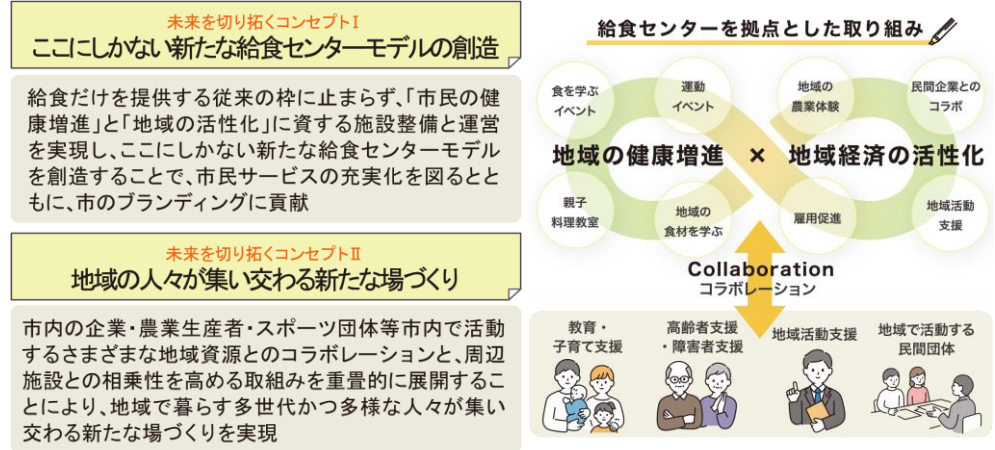 未来を切り拓くコンセプトⅠ
ここにしかない新たな給食センターモデルの創造
給食だけを提供する従来の枠に止まらず、「市民の健
康増進」と「地域の活性化」に資する施設整備と運営
を実現し、ここにしかない新たな給食センターモデル
を創造することで、市民サービスの充実化を図るとと
もに、市のブランディングに貢献
未来を切り拓くコンセプトⅡ
地域の人々が集い交わる新たな場づくり
市内の企業・農業生産者・スポーツ団体等市内で活動
するさまざまな地域資源とのコラボレーションと、周辺
施設との相乗性を高める取組みを重畳的に展開するこ
とにより、地域で暮らす多世代かつ多様な人々が集い
交わる新たな場づくりを実現
給食センターを拠点とした取り組み
食を学ぶ
イベント
運動
イベント
地域の
農業体験
民間企業との
コラボ
地域の健康増進 × 地域経済の活性化
親子
料理教室
地域の
食材を学ぶ
雇用促進
地域活動
支援
Collaboration
コラボレーション
教育・
子育て支援
高齢者支援
・障害者支援
地域活動支援
地域で活動する
民間団体